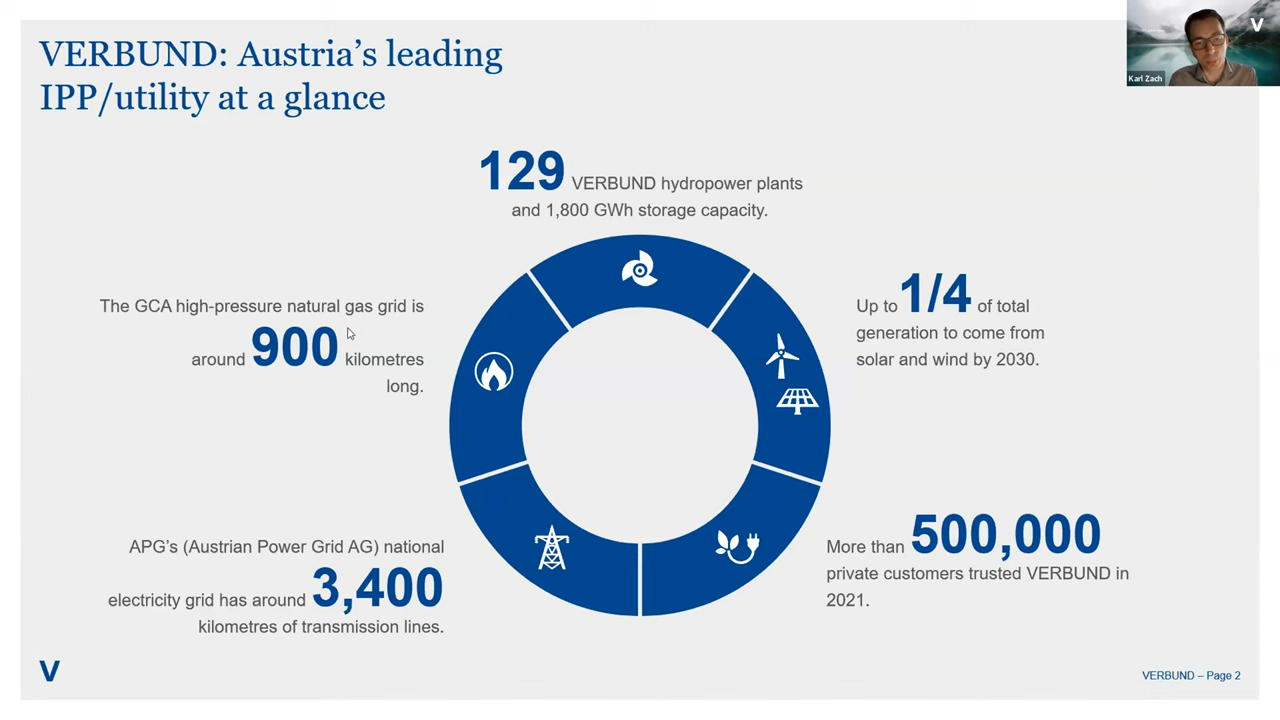 VERBUND: Austria’s leading
IPP/utility at a glance
V
Karl Zach
129 VERBUND hydropower plants
and 1,800 GWh storage capacity.
The GCA high-pressure natural gas grid is
around 900 kilometres
long.
Up to 1/4 of total
generation to come from
solar and wind by 2030.
APG’s (Austrian Power Grid AG) national
electricity grid has around 3,400
kilometres of transmission lines.
More than 500,000
private customers trusted VERBUND in
2021.
V
VERBUND – Page 2